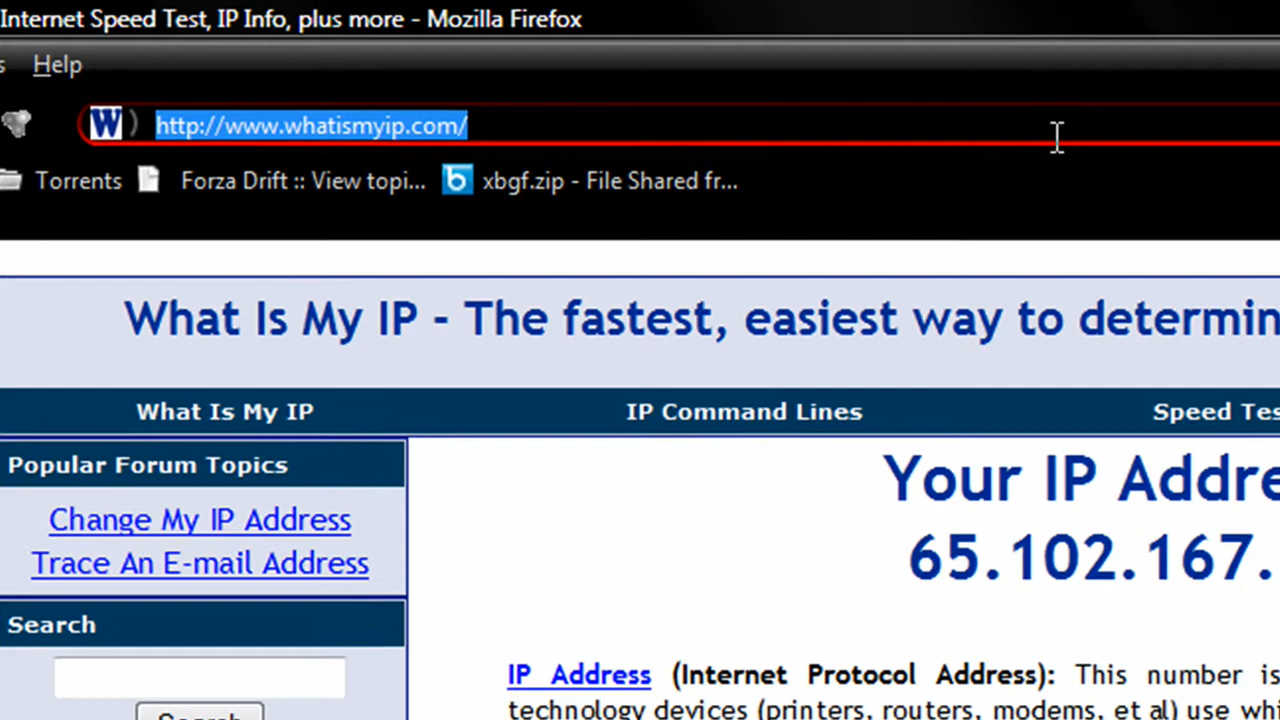 Internet Speed Test, IP Info, plus more - Mozilla Firefox
s Help
W http://www.whatismyip.com/
Torrents Forza Drift :: View topi... xbgf.zip - File Shared fr...
What Is My IP - The fastest, easiest way to determin
What Is My IP IP Command Lines Speed Tes
Popular Forum Topics
Change My IP Address
Trace An E-mail Address
Search
Search
Your IP Addre
65.102.167.
IP Address (Internet Protocol Address): This number is
technology devices (printers, routers, modems, et al) use wh